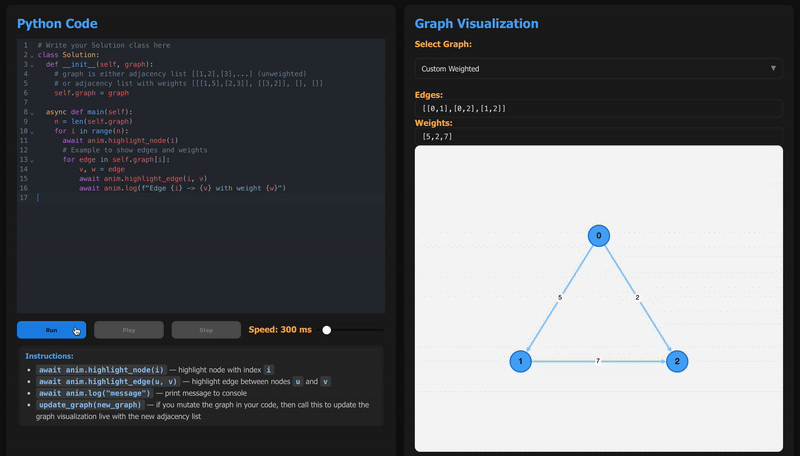 Python Code
1 # Write your Solution class here
2 class Solution:
3 def __init__(self, graph):
4 # graph is either adjacency list [[1,2],[3],...] (unweighted)
5 # or adjacency list with weights [[[1,5],[2,3]], [[3,2]], [], []]
6 self.graph = graph
7
8 async def main(self):
9 n = len(self.graph)
10 for i in range(n):
11 await anim.highlight_node(i)
12 # Example to show edges and weights
13 for edge in self.graph[i]:
14 v, w = edge
15 await anim.highlight_edge(i, v)
16 await anim.log(f"Edge {i} -> {v} with weight {w}")
17
Run Play Step Speed: 300 ms
Instructions:
• await anim.highlight_node(i) — highlight node with index i
• await anim.highlight_edge(u, v) — highlight edge between nodes u and v
• await anim.log("message") — print message to console
• update_graph(new_graph) — if you mutate the graph in your code, then call this to update the
graph visualization live with the new adjacency list
Graph Visualization
Select Graph:
Custom Weighted
Edges:
[[0,1],[0,2],[1,2]]
Weights:
[5,2,7]
0
5 2
1 7 2